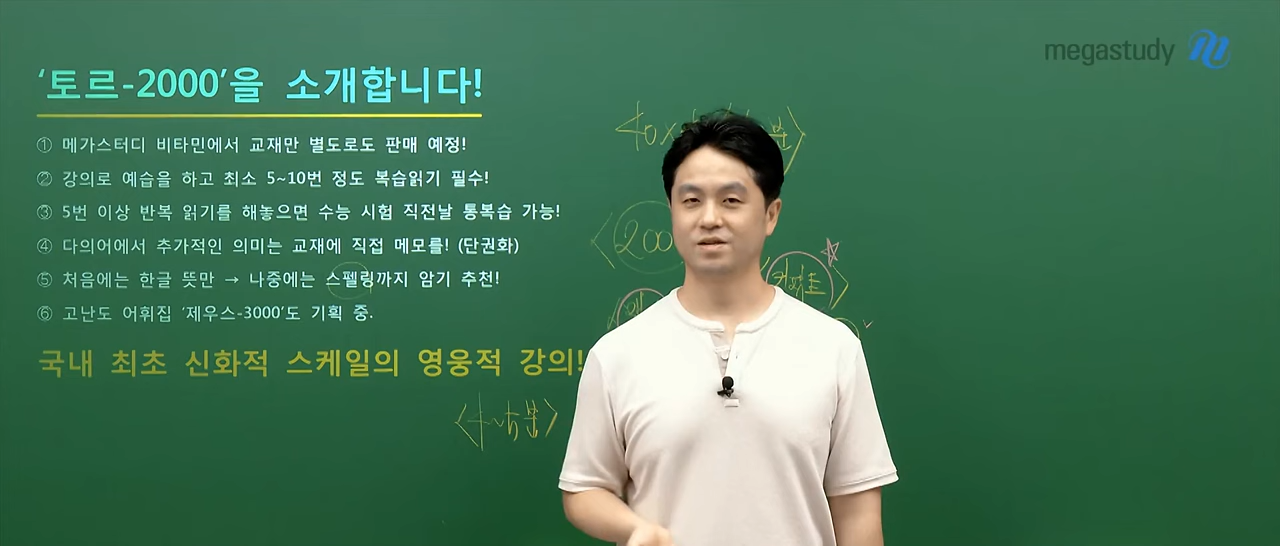 megastudy
‘토르-2000’을 소개합니다!
① 메가스터디 비타민에서 교재만 별도로도 판매 예정!
② 강의로 예습을 하고 최소 5~10번 정도 복습읽기 필수!
③ 5번 이상 반복 읽기를 해놓으면 수능 시험 직전날 통복습 가능!
④ 다의어에서 추가적인 의미는 교재에 직접 메모를! (단권화)
⑤ 처음에는 한글 뜻만 → 나중에는 스펠링까지 암기 추천!
⑥ 고난도 어휘집 ‘제우스-3000’도 기획 중.
국내 최초 신화적 스케일의 영웅적 강의!